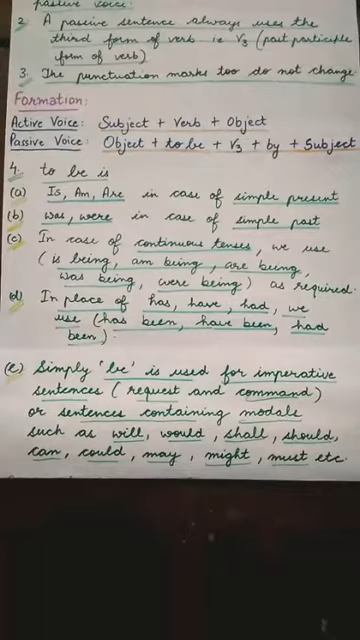 passive voice.
2. A passive sentence always uses the
third form of verb ie V3 (past participle
form of verb)
3. The punctuation marks too do not change
Formation:
Active Voice: Subject + Verb + Object
Passive Voice: Object + to be + V3 + by + Subject
4. to be is
(a) Is, Am, Are in case of simple present
(b) was, were in case of simple past
(c) In case of continuous tenses, we use
(is being, am being, are being,
was being, were being) as required.
(d) In place of has, have, had, we
use (has been, have been, had
been).
(e) Simply 'be' is used for imperative
sentences (request and command)
or sentences containing modals
such as will, would, shall, should,
can, could, may, might, must etc.